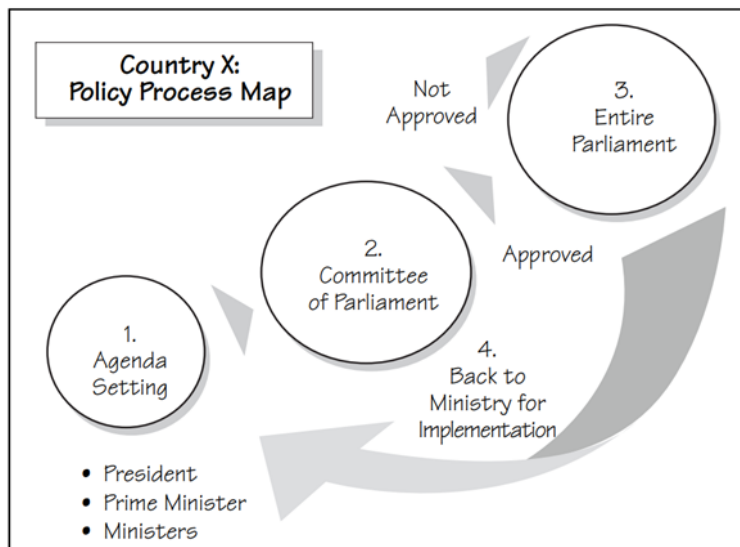 Country X:
Policy Process Map
Not
Approved
3.
Entire
Parliament
2.
Committee
of Parliament
Approved
1.
Agenda
Setting
4.
Back to
Ministry for
Implementation
• President
• Prime Minister
• Ministers